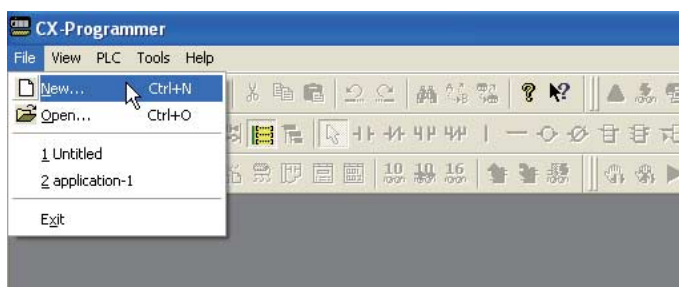 CX-Programmer
File View PLC Tools Help
New... Ctrl+N
Open... Ctrl+O
1 Untitled
2 application-1
Exit
10 10 16